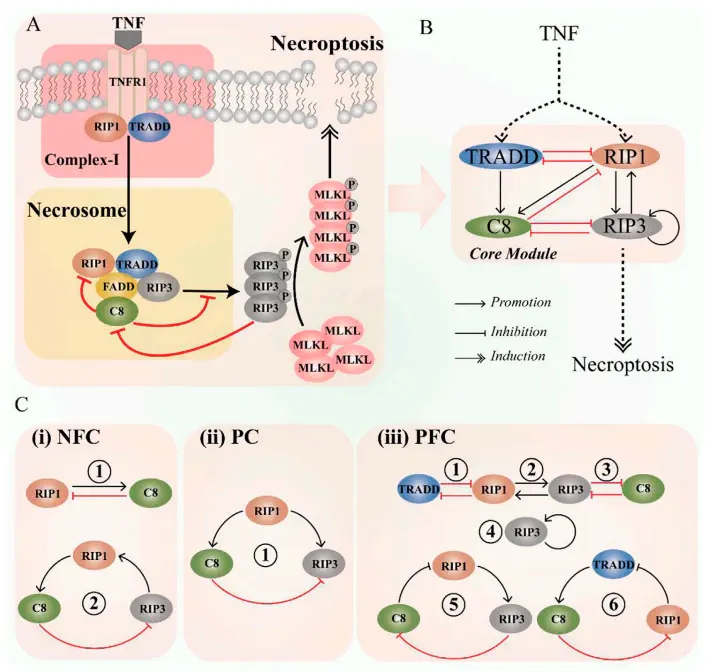 A
TNF
TNFR1
RIP1 TRADD
Complex-I
Necroptosis
Necrosome
RIP1 TRADD
FADD RIP3
C8
RIP3 P
RIP3 P
RIP3 P
MLKL P
MLKL P
MLKL P
MLKL P
MLKL
MLKL MLKL
MLKL
B
TNF
TRADD RIP1
C8 RIP3
Core Module
Promotion
Inhibition
Induction
Necroptosis
C
(i) NFC
1
RIP1 C8
RIP1
C8 2 RIP3
(ii) PC
RIP1
C8 1 RIP3
(iii) PFC
1 2 3
TRADD RIP1 RIP3 C8
4 RIP3
RIP1
5
C8 RIP3
TRADD
6
C8 RIP1